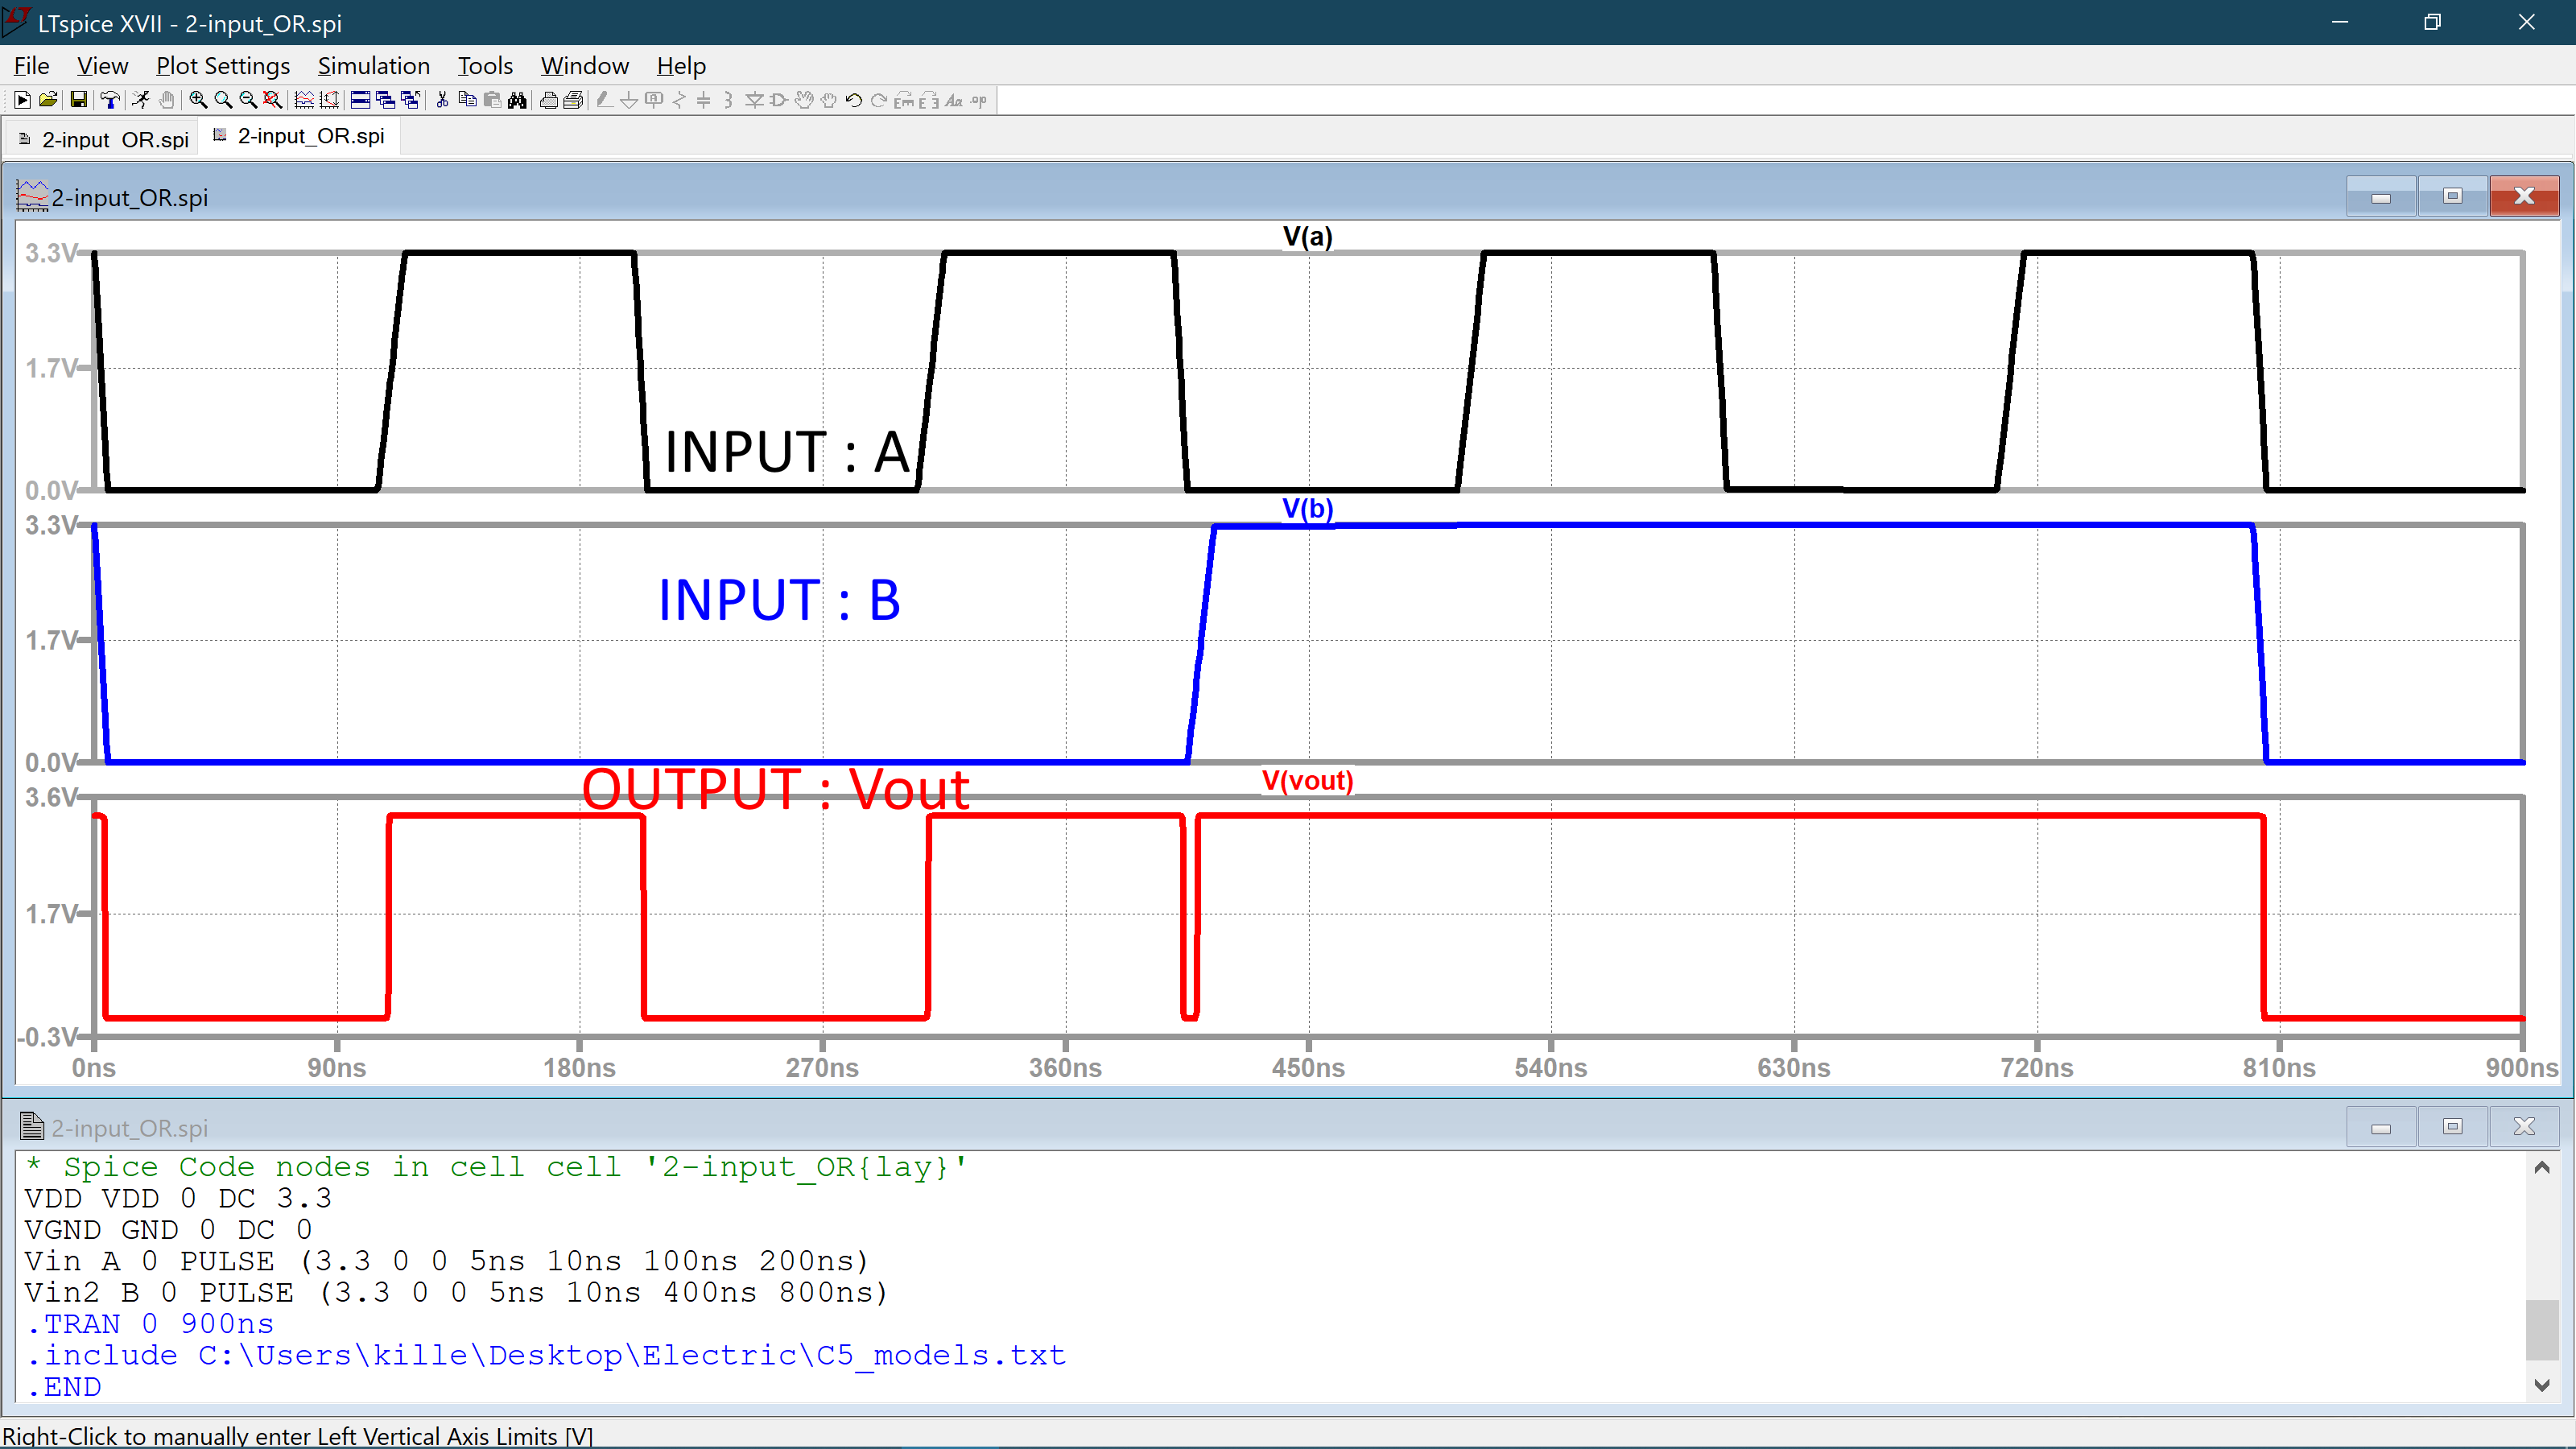 LTspice XVII - 2-input_OR.spi
File View Plot Settings Simulation Tools Window Help
2-input_OR.spi 2-input_OR.spi
2-input_OR.spi
V(a)
3.3V
1.7V
INPUT : A
0.0V
V(b)
3.3V
INPUT : B
1.7V
0.0V
OUTPUT : Vout
V(vout)
3.6V
1.7V
-0.3V
0ns 90ns 180ns 270ns 360ns 450ns 540ns 630ns 720ns 810ns 900ns
2-input_OR.spi
* Spice Code nodes in cell cell '2-input_OR{lay}'
VDD VDD 0 DC 3.3
VGND GND 0 DC 0
Vin A 0 PULSE (3.3 0 0 5ns 10ns 100ns 200ns)
Vin2 B 0 PULSE (3.3 0 0 5ns 10ns 400ns 800ns)
.TRAN 0 900ns
.include C:\Users\kille\Desktop\Electric\C5_models.txt
.END
Right-Click to manually enter Left Vertical Axis Limits [V]